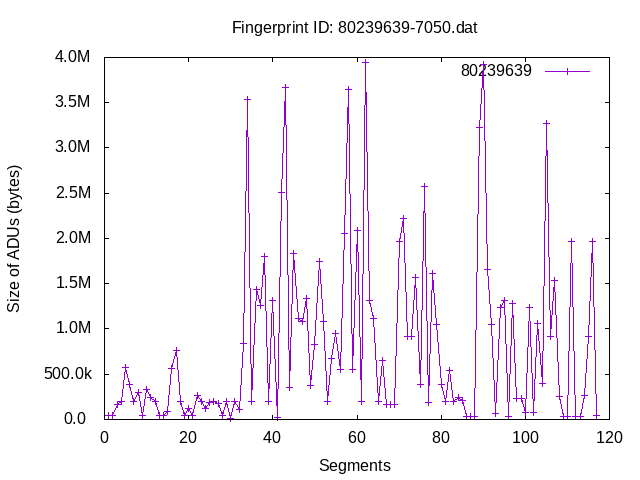 Fingerprint ID: 80239639-7050.dat
80239639
4.0M
3.5M
3.0M
2.5M
2.0M
1.5M
1.0M
500.0k
0.0
Size of ADUs (bytes)
0 20 40 60 80 100 120
Segments